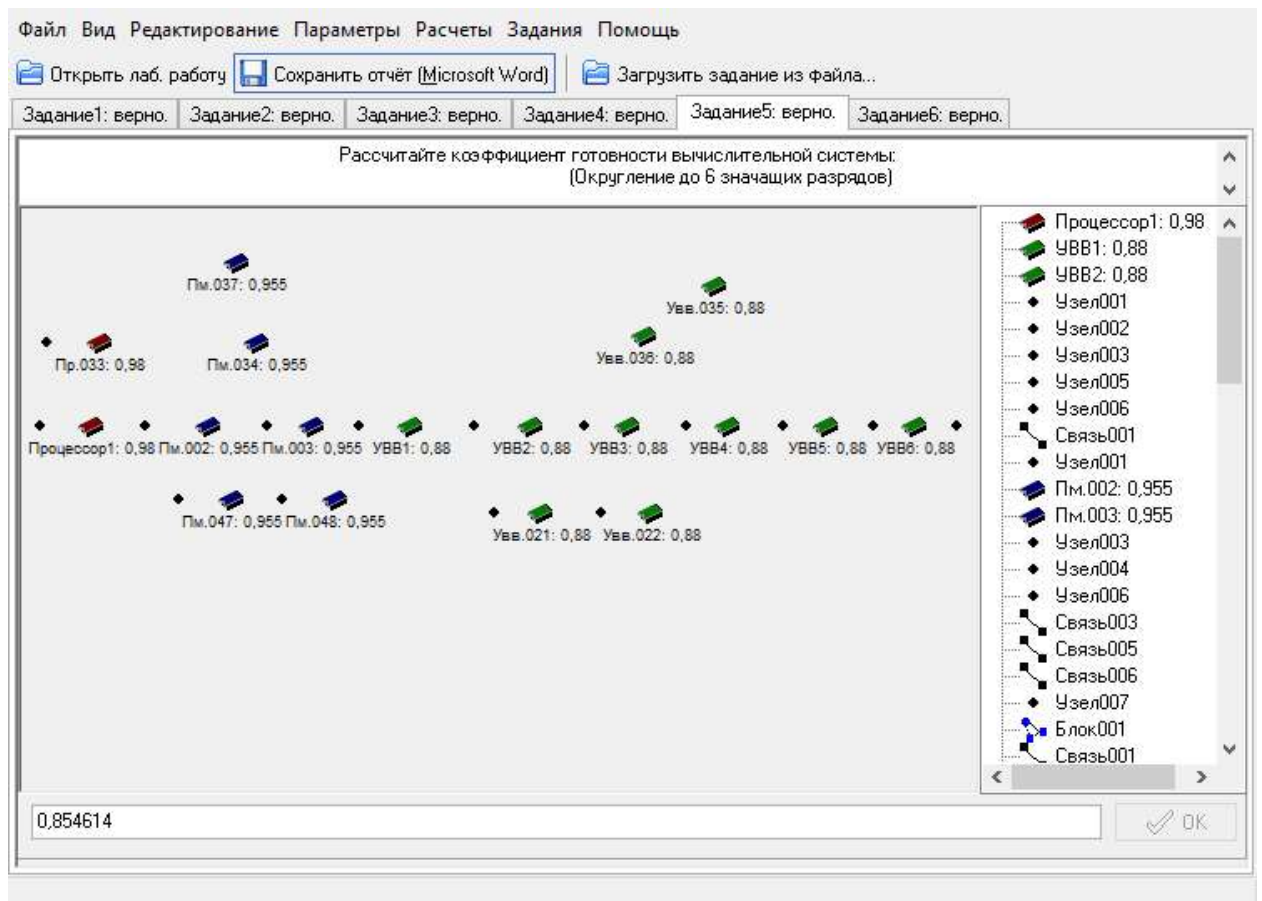 Файл Вид Редактирование Параметры Расчеты Задания Помощь
Открыть лаб. работу Сохранить отчёт (Microsoft Word) Загрузить задание из файла...
Задание1: верно. Задание2: верно. Задание3: верно. Задание4: верно. Задание5: верно. Задание6: верно.
Рассчитайте коэффициент готовности вычислительной системы:
(Округление до 6 значащих разрядов)
Пм.037: 0,955
Увв.035: 0,88
Увв.036: 0,88
Пр.033: 0,98 Пм.034: 0,955
Процессор1: 0,98 Пм.002: 0,955 Пм.003: 0,955 УВВ1: 0,88 УВВ2: 0,88 УВВ3: 0,88 УВВ4: 0,88 УВВ5: 0,88 УВВ6: 0,88
Пм.047: 0,955 Пм.048: 0,955
Увв.021: 0,88 Увв.022: 0,88
Процессор1: 0,98
УВВ1: 0,88
УВВ2: 0,88
Узел001
Узел002
Узел003
Узел005
Узел006
Связь001
Узел001
Пм.002: 0,955
Пм.003: 0,955
Узел003
Узел004
Узел006
Связь003
Связь005
Связь006
Узел007
Блок001
Связь001
0,854614
OK